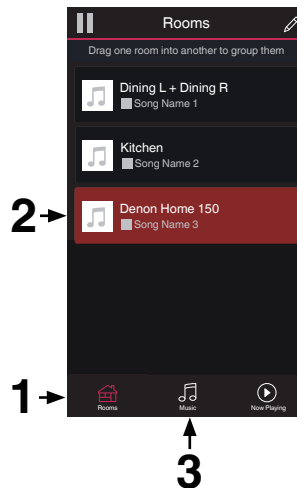 Rooms
Drag one room into another to group them
Dining L + Dining R
Song Name 1
Kitchen
Song Name 2
2
Denon Home 150
Song Name 3
1
Rooms
Music
Now Playing
3